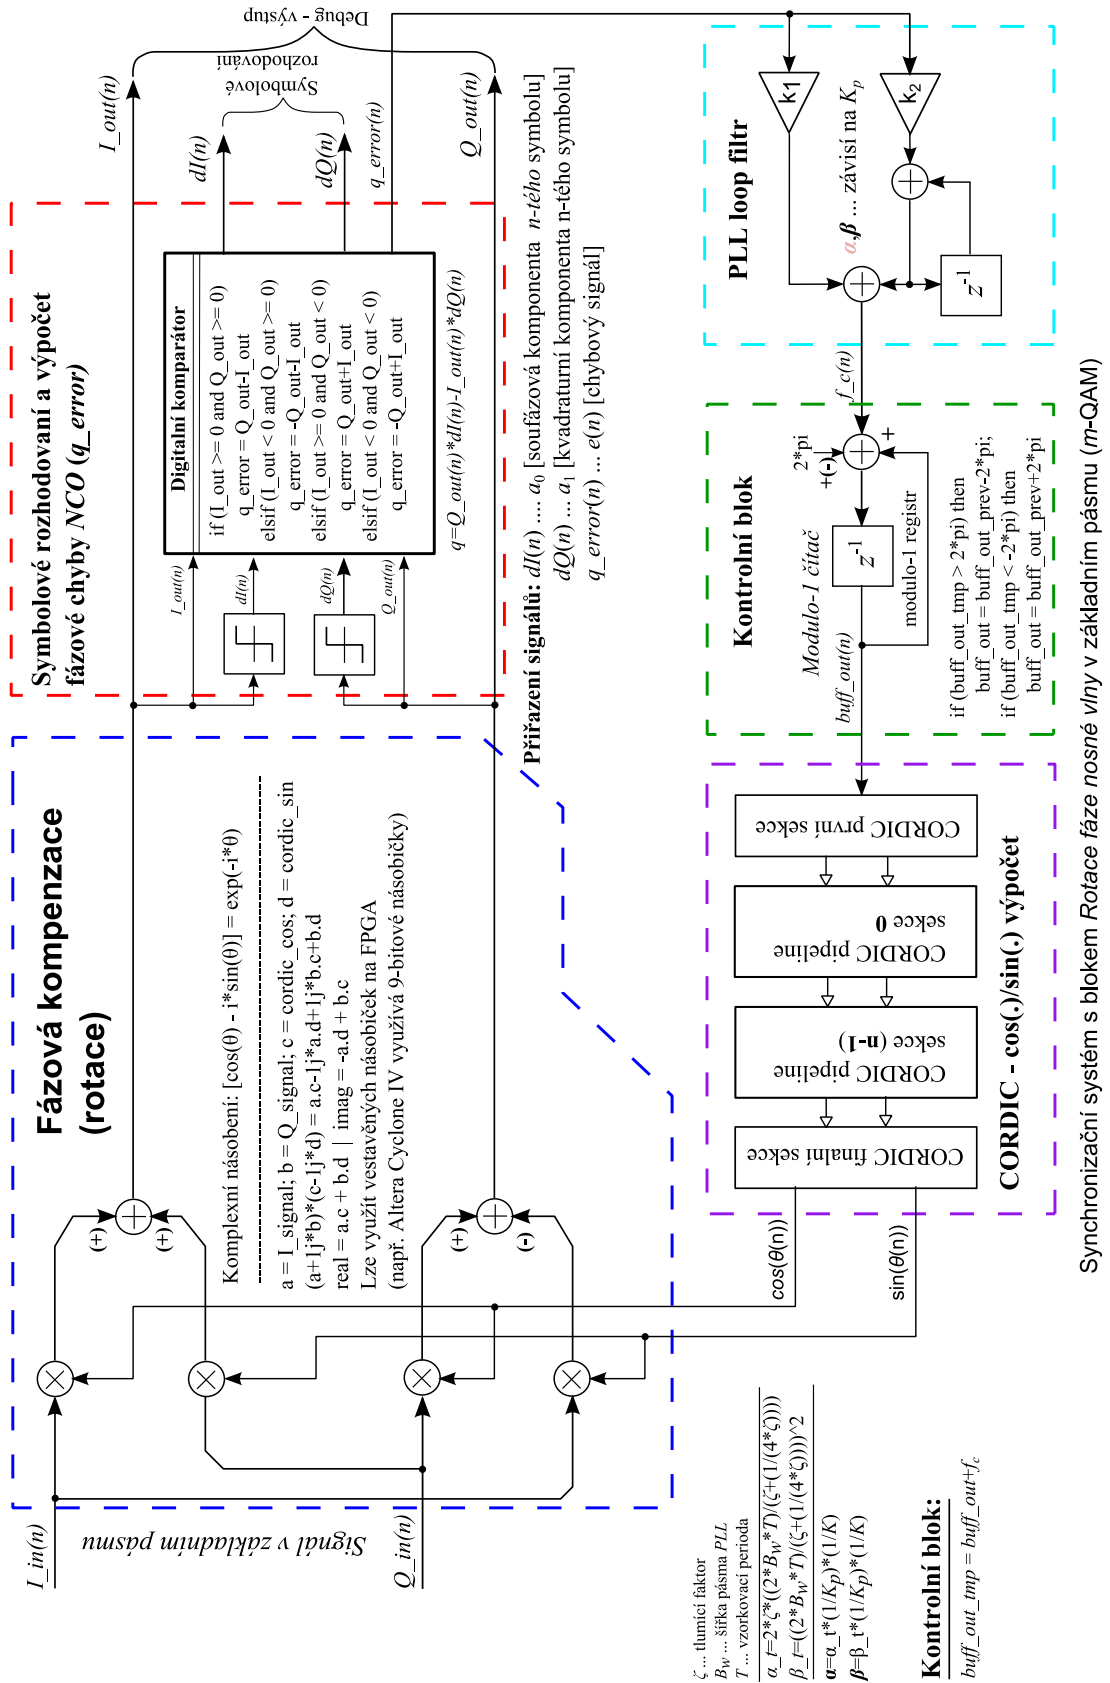 Fázová kompenzace
(rotace)
Signál v základním pásmu
I_in(n)
Q_in(n)
(+)
(+)
(+)
(-)
Komplexní násobení: [cos(θ) - i*sin(θ)] = exp(-i*θ)
a = I_signal; b = Q_signal; c = cordic_cos; d = cordic_sin
(a+1j*b)*(c-1j*d) = a.c-1j*a.d+1j*b.c+b.d
real = a.c + b.d | imag = -a.d + b.c
Lze využít vestavěných násobiček na FPGA
(např. Altera Cyclone IV využívá 9-bitové násobičky)
Symbolové rozhodovaní a výpočet
fázové chyby NCO (q_error)
I_out(n)
dI(n)
dQ(n)
Q_out(n)
Digitalní komparátor
if (I_out >= 0 and Q_out >= 0)
q_error = Q_out-I_out
elsif (I_out < 0 and Q_out >= 0)
q_error = -Q_out-I_out
elsif (I_out >= 0 and Q_out < 0)
q_error = Q_out+I_out
elsif (I_out < 0 and Q_out < 0)
q_error = -Q_out+I_out
q=Q_out(n)*dI(n)-I_out(n)*dQ(n)
I_out(n)
dI(n)
dQ(n)
q_error(n)
Q_out(n)
Symbolové
rozhodování
Debug - výstup
Přiřazení signálů: dI(n) .... a0 [soufázová komponenta n-tého symbolu]
dQ(n) ... a1 [kvadraturní komponenta n-tého symbolu]
q_error(n) ... e(n) [chybový signál]
ζ ... tlumicí faktor
BW ... šířka pásma PLL
T ... vzorkovací perioda
α_t=2*ζ*((2*BW*T)/(ζ+(1/(4*ζ))))
β_t=((2*BW*T)/(ζ+(1/(4*ζ))))^2
α=α_t*(1/Kp)*(1/K)
β=β_t*(1/Kp)*(1/K)
Kontrolní blok:
buff_out_tmp = buff_out+fc
cos(θ(n))
sin(θ(n))
CORDIC finalní sekce
CORDIC pipeline
sekce (n-1)
CORDIC pipeline
sekce 0
CORDIC první sekce
CORDIC - cos(.)/sin(.) výpočet
Kontrolní blok
Modulo-1 čítač
buff_out(n)
z-1
2*pi
+(-)
+
modulo-1 registr
if (buff_out_tmp > 2*pi) then
buff_out = buff_out_prev-2*pi;
if (buff_out_tmp < -2*pi) then
buff_out = buff_out_prev+2*pi
f_c(n)
PLL loop filtr
α,β ... závisí na Kp
k1
k2
z-1
Synchronizační systém s blokem Rotace fáze nosné vlny v základním pásmu (m-QAM)